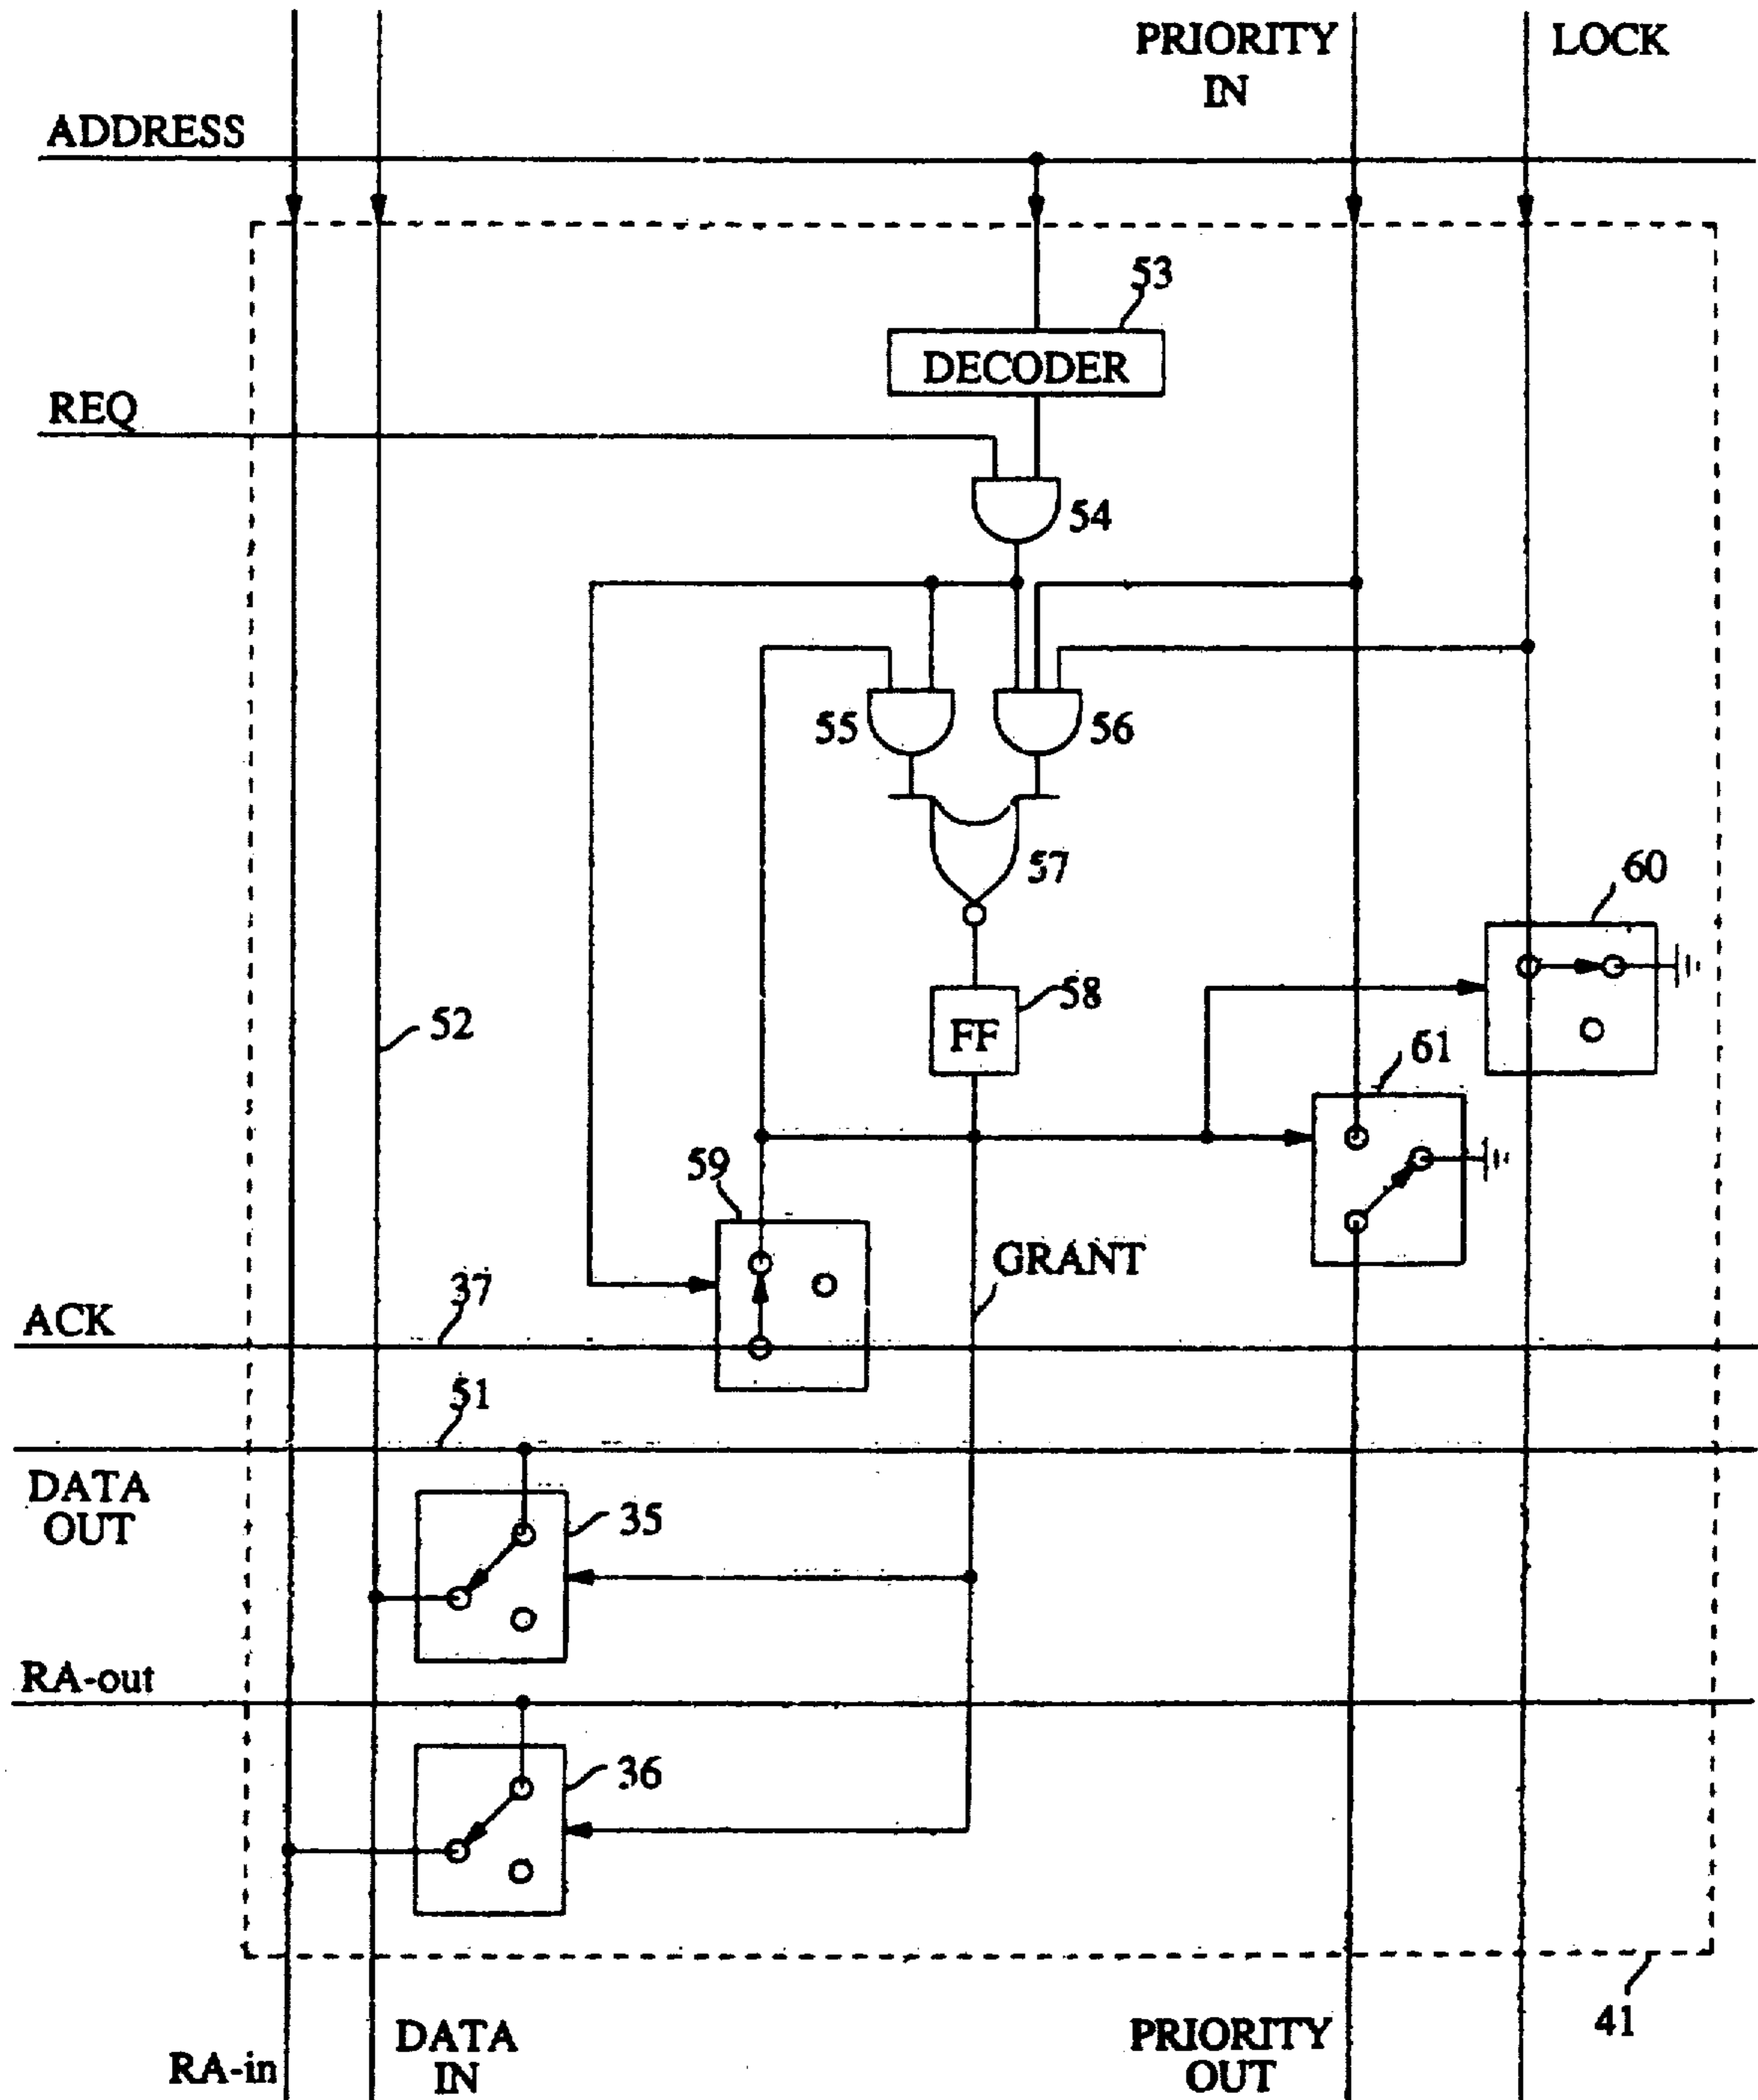 PRIORITY
IN
LOCK
ADDRESS
53
DECODER
REQ
54
55
56
57
60
58
FF
52
61
59
GRANT
37
ACK
51
DATA
OUT
35
RA-out
36
41
RA-in
DATA
IN
PRIORITY
OUT